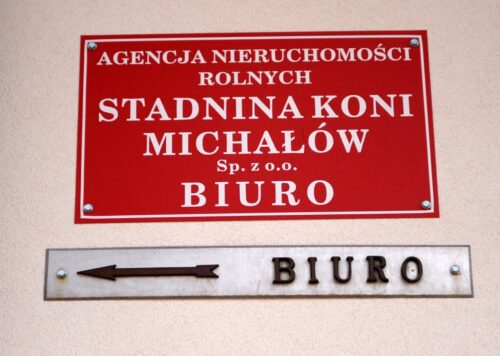 AGENCJA NIERUCHOMOŚCI
ROLNYCH
STADNINA KONI
MICHAŁÓW
Sp. z o.o.
BIURO
BIURO